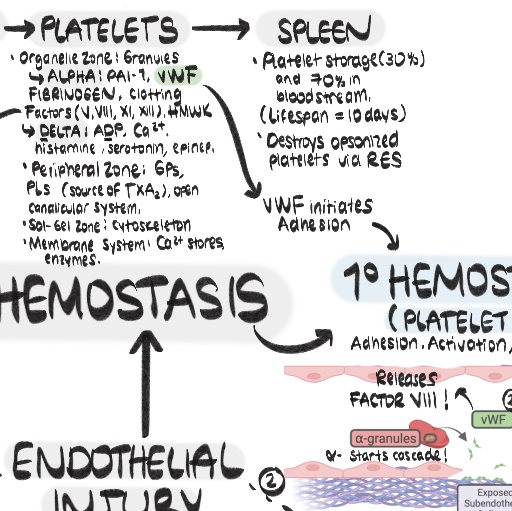 PLATELETS
• Organelle Zone: Granules
↳ ALPHA: PAI-1, vWF
FIBRINOGEN, clotting
Factors (V, VIII, XI, XIII), HMWK
↳ DELTA: ADP, Ca²⁺,
histamine, serotonin, epinep.
• Peripheral Zone: GPs,
PLs (source of TXA₂), open
canalicular system.
• Sol-Gel Zone: Cytoskeleton
• Membrane System: Ca²⁺ stores,
enzymes.
SPLEEN
• Platelet storage (30%)
and 70% in
bloodstream.
(Lifespan = 10 days)
• Destroys opsonized
platelets via RES
VWF initiates
Adhesion
HEMOSTASIS
1° HEMOST
(PLATELET
Adhesion, Activation,
Releases
FACTOR VIII!
vWF
α-granules
α- starts cascade!
Exposed
Subendothe
ENDOTHELIAL
INJURY
2